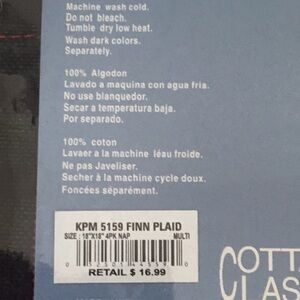 Machine wash cold.
Do not bleach.
Tumble dry low heat.
Wash dark colors.
Separately.
100% Algodon
Lavado a maquina con agua fria.
No use blanquedor.
Secar a temperatura baja.
Por separado.
100% coton
Lavaer a la machine léau froide.
Ne pas Javeliser.
Secher à la machine cycle doux.
Foncées séparément.
KPM 5159 FINN PLAID
SIZE : 18"X18" 4PK NAP MULTI
RETAIL $ 16.99
COTT
CLAS